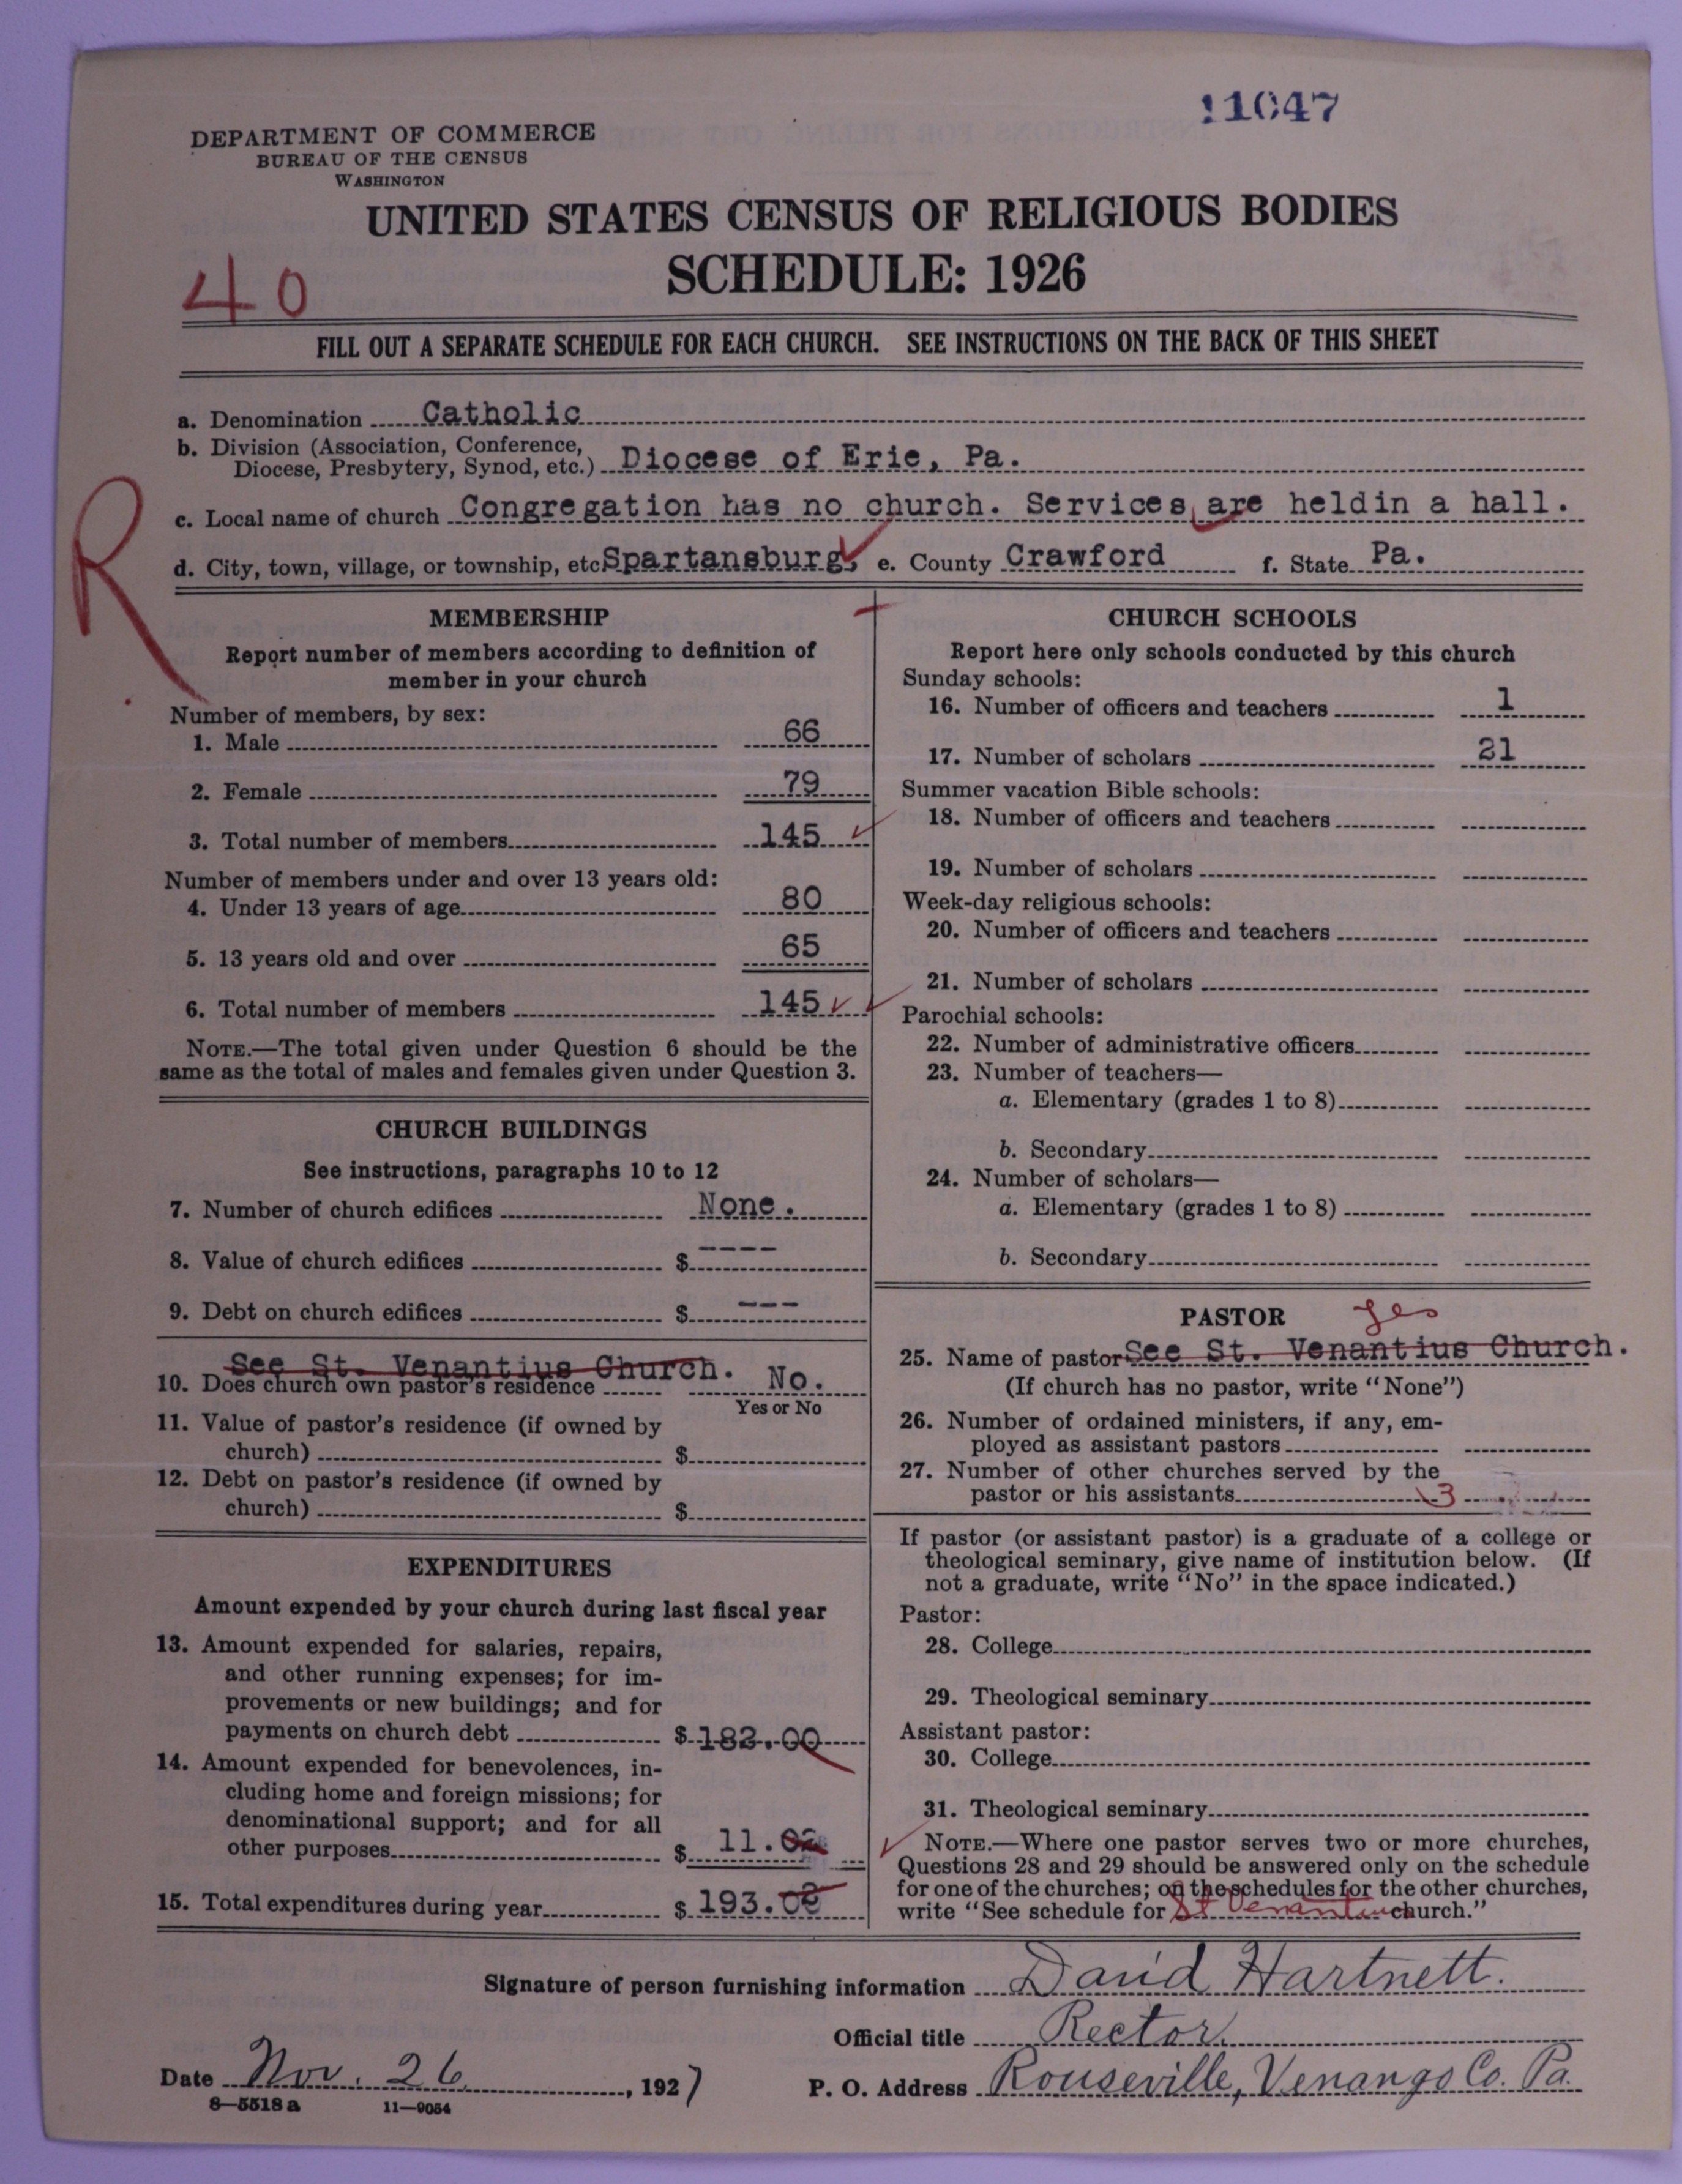 11047
DEPARTMENT OF COMMERCE
BUREAU OF THE CENSUS
WASHINGTON
UNITED STATES CENSUS OF RELIGIOUS BODIES
SCHEDULE: 1926
40
FILL OUT A SEPARATE SCHEDULE FOR EACH CHURCH. SEE INSTRUCTIONS ON THE BACK OF THIS SHEET
a. Denomination Catholic
b. Division (Association, Conference,
Diocese, Presbytery, Synod, etc.) Diocese of Erie, Pa.
R
c. Local name of church Congregation has no church. Services are heldin a hall.
d. City, town, village, or township, etc Spartansburg, e. County Crawford f. State Pa.
MEMBERSHIP
Report number of members according to definition of
member in your church
Number of members, by sex:
1. Male 66
2. Female 79
3. Total number of members 145
Number of members under and over 13 years old:
4. Under 13 years of age 80
5. 13 years old and over 65
6. Total number of members 145
NOTE.—The total given under Question 6 should be the
same as the total of males and females given under Question 3.
CHURCH BUILDINGS
See instructions, paragraphs 10 to 12
7. Number of church edifices None.
8. Value of church edifices $ ----
9. Debt on church edifices $ ---
See St. Venantius Church.
10. Does church own pastor's residence No.
Yes or No
11. Value of pastor's residence (if owned by
church) $
12. Debt on pastor's residence (if owned by
church) $
EXPENDITURES
Amount expended by your church during last fiscal year
13. Amount expended for salaries, repairs,
and other running expenses; for im-
provements or new buildings; and for
payments on church debt $ 182.00
14. Amount expended for benevolences, in-
cluding home and foreign missions; for
denominational support; and for all
other purposes $ 11.
15. Total expenditures during year $ 193.
CHURCH SCHOOLS
Report here only schools conducted by this church
Sunday schools:
16. Number of officers and teachers 1
17. Number of scholars 21
Summer vacation Bible schools:
18. Number of officers and teachers
19. Number of scholars
Week-day religious schools:
20. Number of officers and teachers
21. Number of scholars
Parochial schools:
22. Number of administrative officers
23. Number of teachers—
a. Elementary (grades 1 to 8)
b. Secondary
24. Number of scholars—
a. Elementary (grades 1 to 8)
b. Secondary
PASTOR yes
25. Name of pastor See St. Venantius Church.
(If church has no pastor, write "None")
26. Number of ordained ministers, if any, em-
ployed as assistant pastors
27. Number of other churches served by the
pastor or his assistants 3
If pastor (or assistant pastor) is a graduate of a college or
theological seminary, give name of institution below. (If
not a graduate, write "No" in the space indicated.)
Pastor:
28. College
29. Theological seminary
Assistant pastor:
30. College
31. Theological seminary
NOTE.—Where one pastor serves two or more churches,
Questions 28 and 29 should be answered only on the schedule
for one of the churches; on the schedules for the other churches,
write "See schedule for St Venantius church."
Signature of person furnishing information David Hartnett.
Official title Rector.
Date Nov. 26, 1927 P. O. Address Rouseville, Venango Co. Pa.
8—5518 a 11—9054